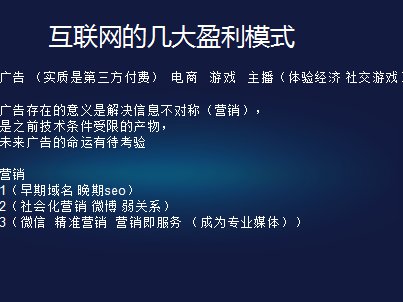 互联网的几大盈利模式
广告 （实质是第三方付费） 电商 游戏 主播（体验经济 社交游戏）
广告存在的意义是解决信息不对称（营销），
是之前技术条件受限的产物，
未来广告的命运有待考验
营销
1（早期域名 晚期seo）
2（社会化营销 微博 弱关系）
3（微信 精准营销 营销即服务 （成为专业媒体））